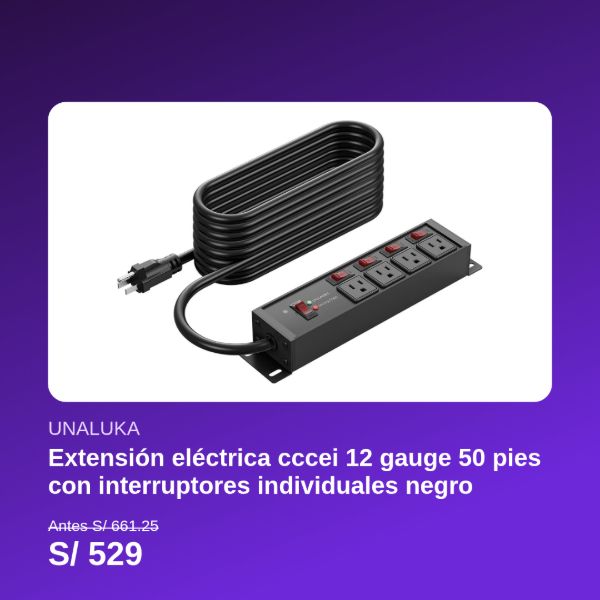 UNALUKA
Extensión eléctrica cccei 12 gauge 50 pies
con interruptores individuales negro
Antes S/ 661.25
S/ 529